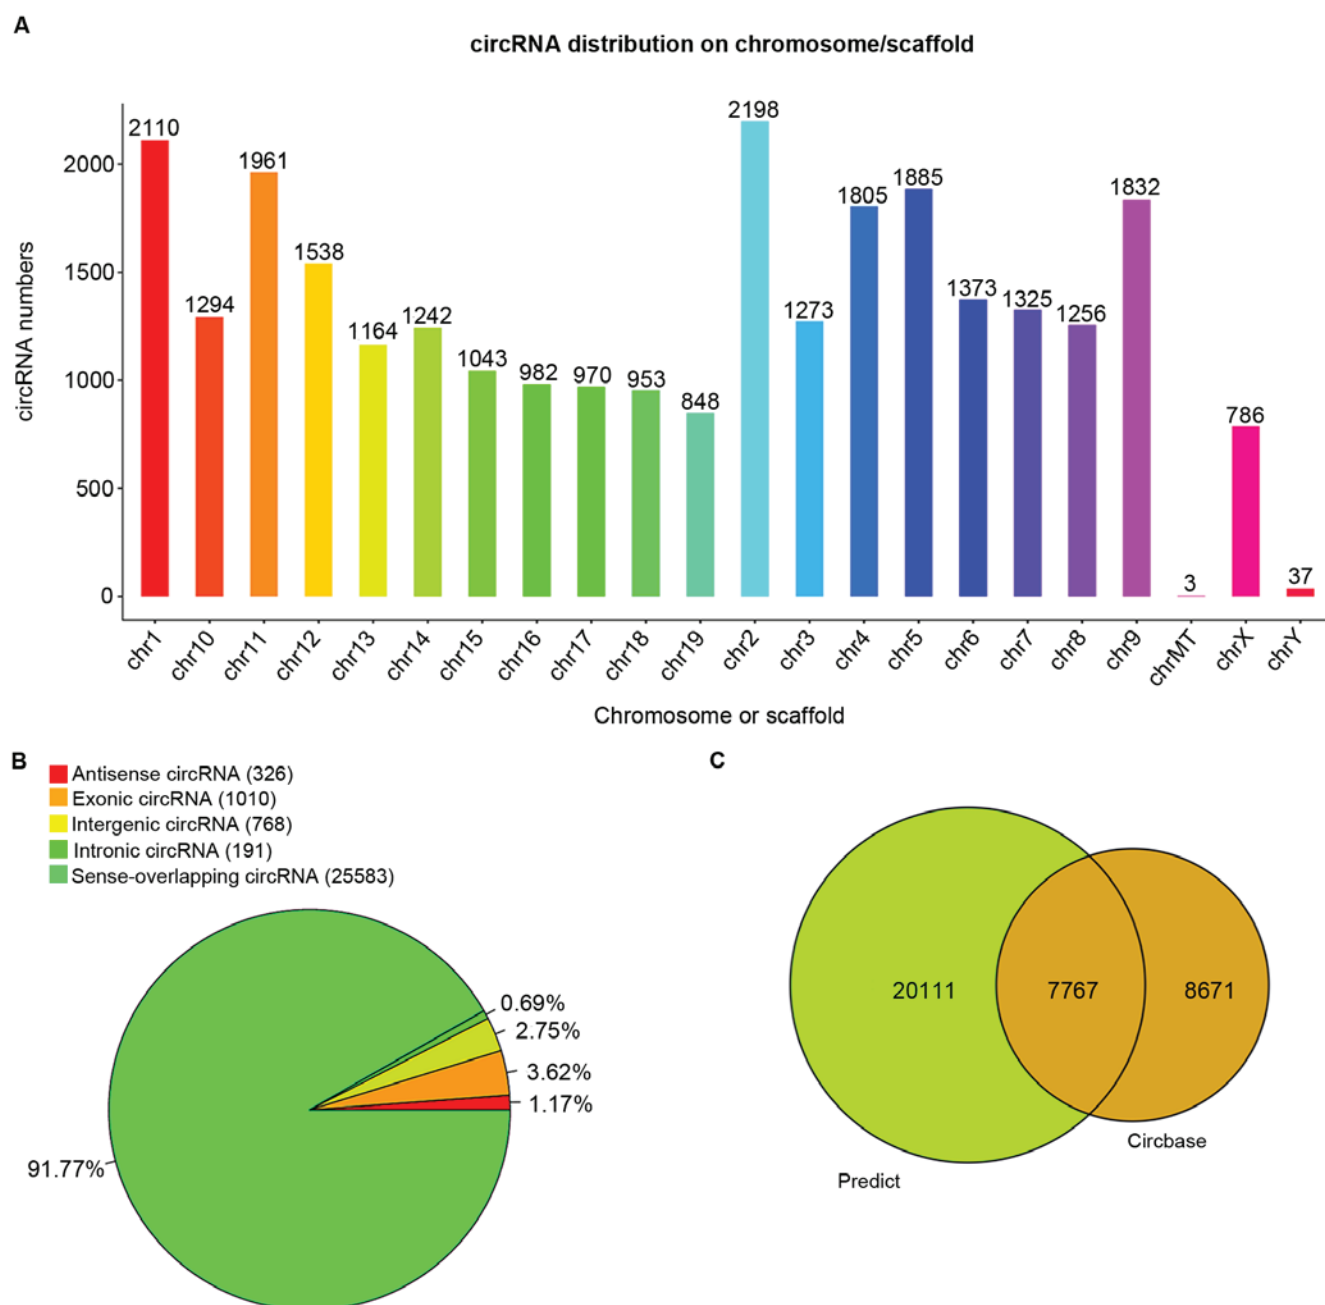 A
circRNA distribution on chromosome/scaffold
circRNA numbers
2000
1500
1000
500
0
2110
1294
1961
1538
1164
1242
1043
982
970
953
848
2198
1273
1805
1885
1373
1325
1256
1832
3
786
37
chr1
chr10
chr11
chr12
chr13
chr14
chr15
chr16
chr17
chr18
chr19
chr2
chr3
chr4
chr5
chr6
chr7
chr8
chr9
chrMT
chrX
chrY
Chromosome or scaffold
B
Antisense circRNA (326)
Exonic circRNA (1010)
Intergenic circRNA (768)
Intronic circRNA (191)
Sense-overlapping circRNA (25583)
0.69%
2.75%
3.62%
1.17%
91.77%
C
20111
7767
8671
Circbase
Predict